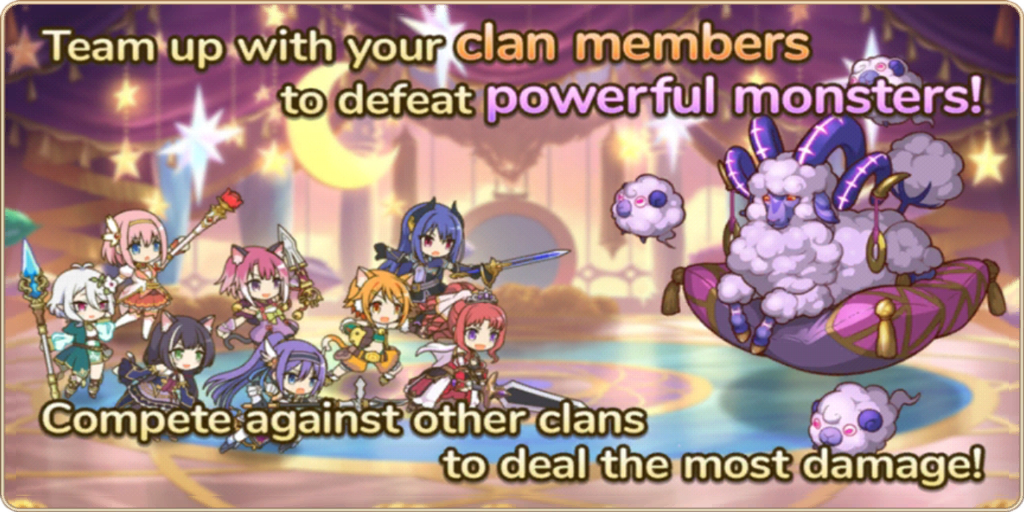 Team up with your clan members
to defeat powerful monsters!
Compete against other clans
to deal the most damage!